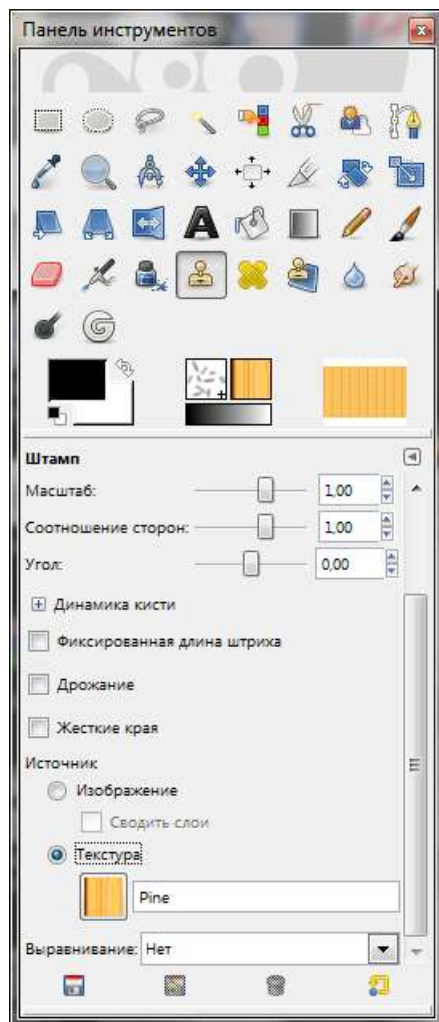 Панель инструментов
Штамп
Масштаб: 1,00
Соотношение сторон: 1,00
Угол: 0,00
Динамика кисти
Фиксированная длина штриха
Дрожание
Жесткие края
Источник
Изображение
Сводить слои
Текстура
Pine
Выравнивание: Нет